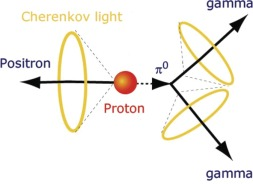 gamma
Cherenkov light
Positron
π⁰
Proton
gamma